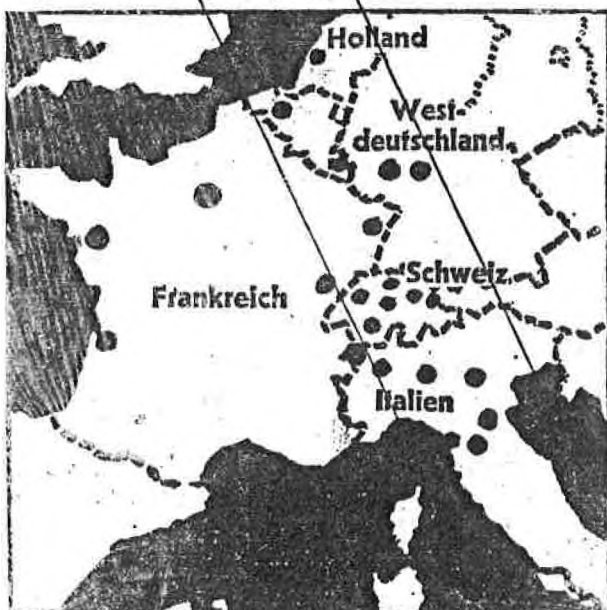 Holland
West
deutschland
Schweiz
Frankreich
Italien